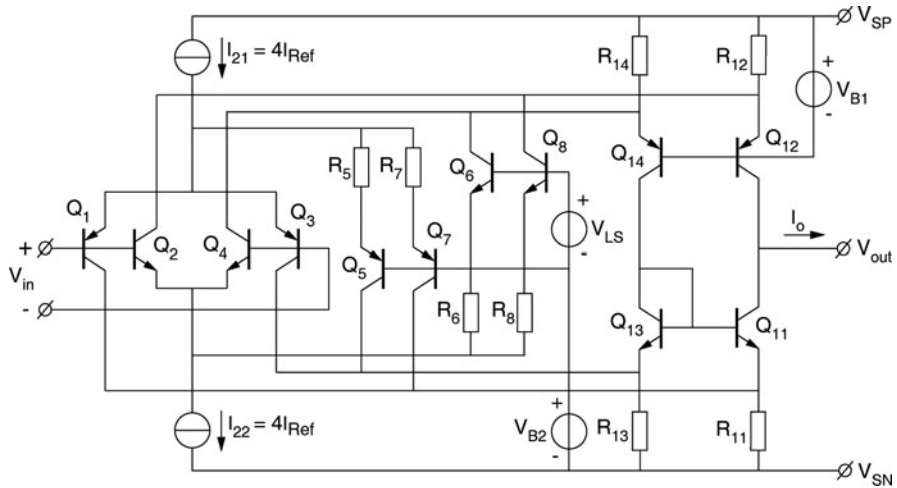 V_SP
I_21 = 4I_Ref
R_14
R_12
+
V_B1
-
Q_8
Q_6
Q_14
Q_12
R_5
R_7
Q_1
Q_3
+
V_LS
-
I_o
+
Q_2
Q_4
Q_7
V_out
V_in
Q_5
-
R_6
R_8
Q_13
Q_11
I_22 = 4I_Ref
+
V_B2
-
R_13
R_11
V_SN